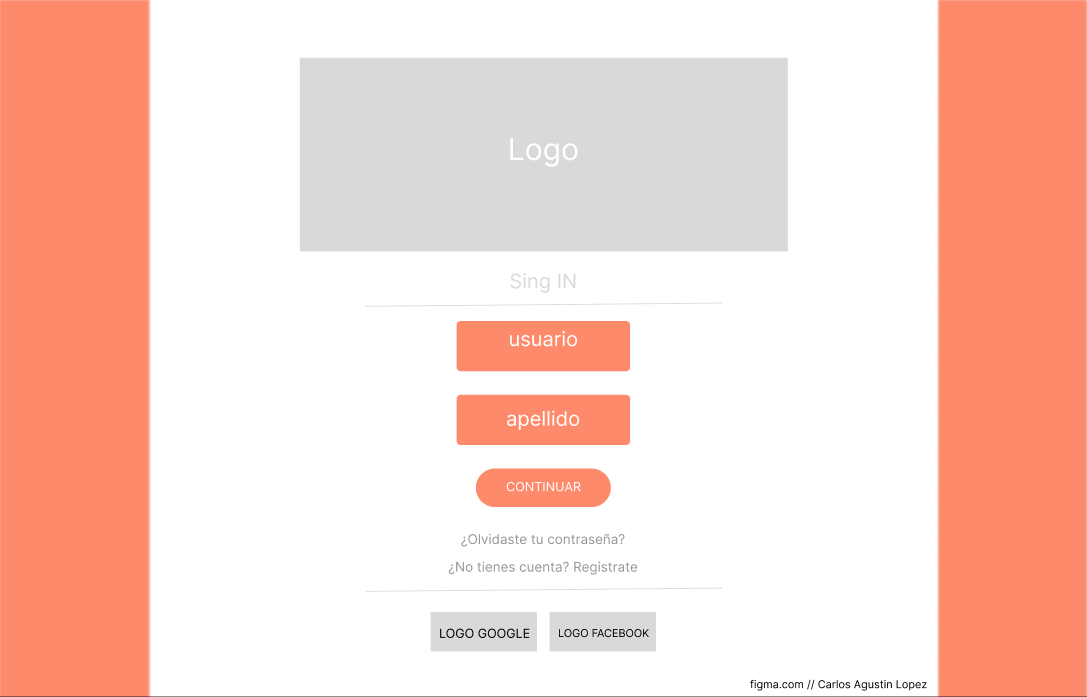 Logo
Sing IN
usuario
apellido
CONTINUAR
¿Olvidaste tu contraseña?
¿No tienes cuenta? Registrate
LOGO GOOGLE
LOGO FACEBOOK
figma.com // Carlos Agustin Lopez